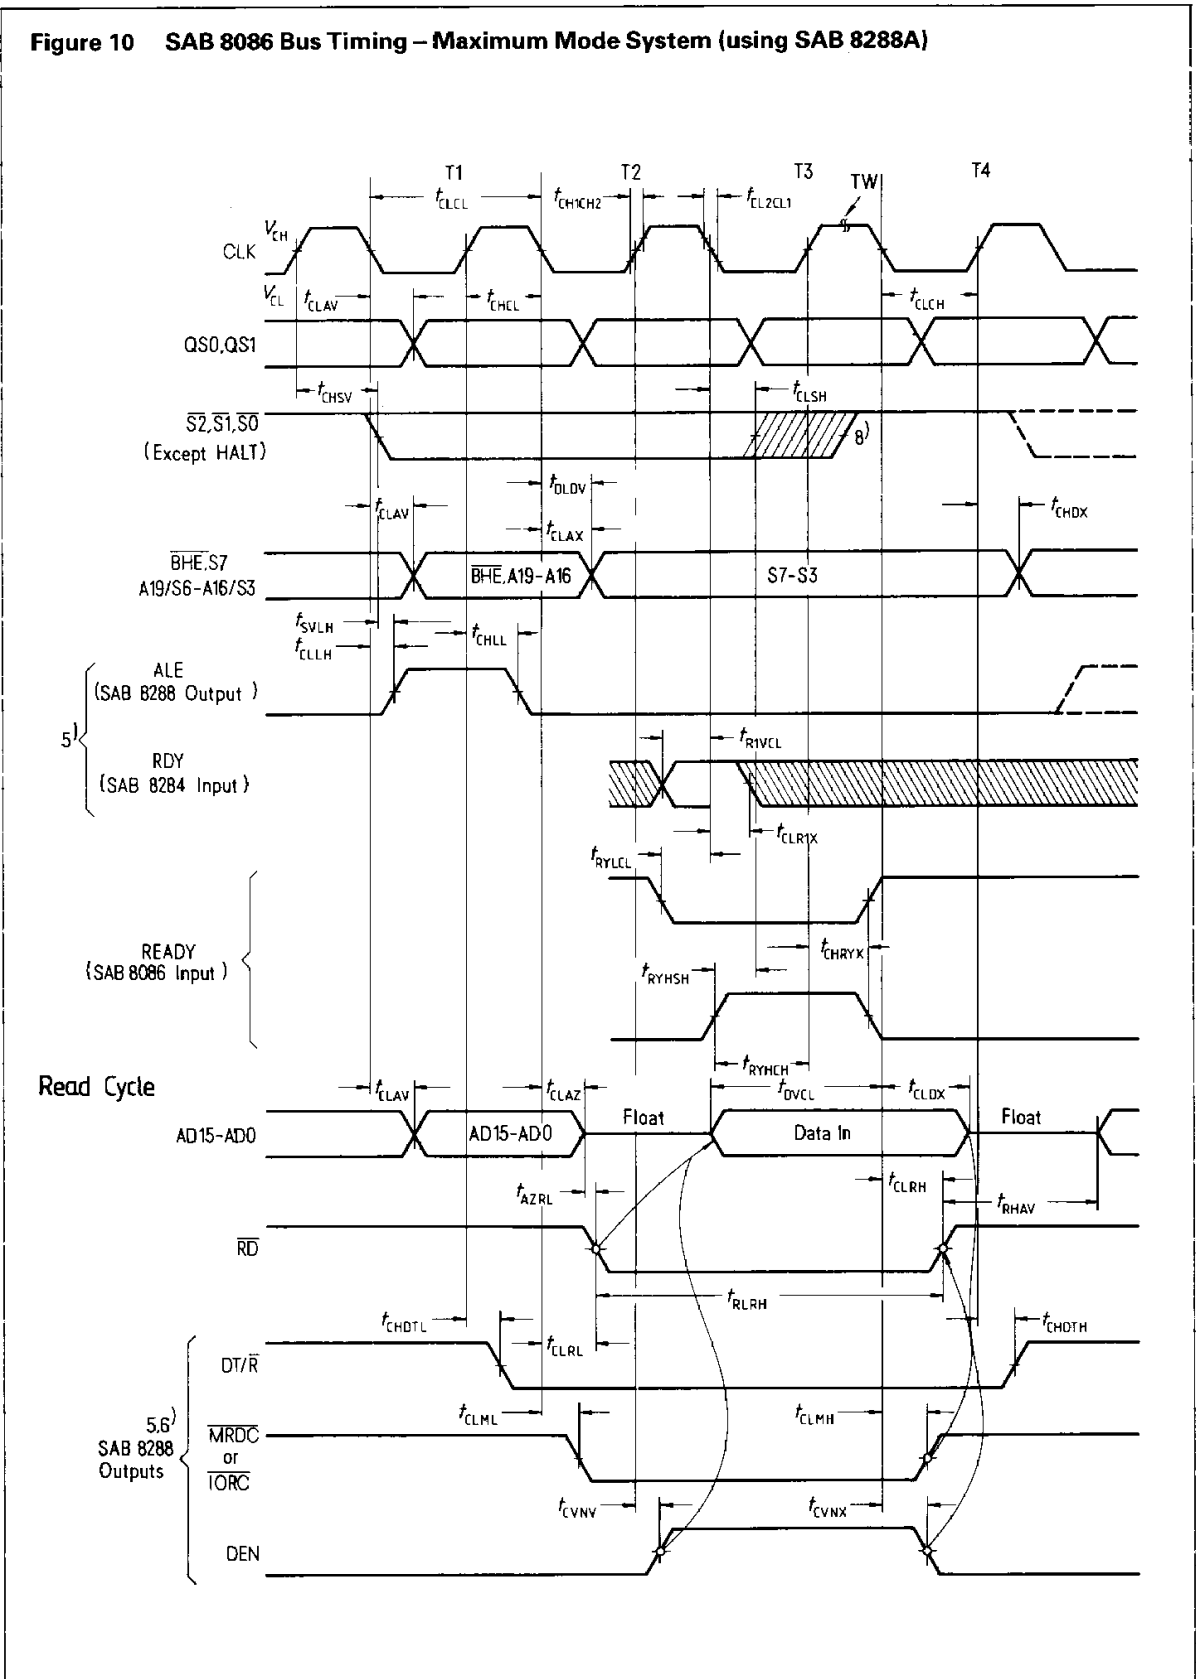 Figure 10 SAB 8086 Bus Timing – Maximum Mode System (using SAB 8288A)
T1 T2 T3 TW T4
tCLCL tCH1CH2 tCL2CL1
VCH
CLK
VCL tCLAV tCHCL tCLCH
QS0,QS1
tCHSV tCLSH
S2,S1,S0
(Except HALT)
8)
tDLDV
tCLAV tCLAX tCHDX
BHE,S7
A19/S6-A16/S3
BHE,A19-A16 S7-S3
tSVLH
tCLLH tCHLL
ALE
(SAB 8288 Output )
5)
tR1VCL
RDY
(SAB 8284 Input )
tCLR1X
tRYLCL
READY
(SAB 8086 Input )
tCHRYX
tRYHSH
tRYHCH
Read Cycle
tCLAV tCLAZ tDVCL tCLDX
AD15-AD0 AD15-AD0 Float Data In Float
tAZRL tCLRH tRHAV
RD
tRLRH
tCHDTL tCLRL tCHDTH
DT/R
tCLML tCLMH
5,6)
SAB 8288
Outputs
MRDC
or
IORC
tCVNV tCVNX
DEN